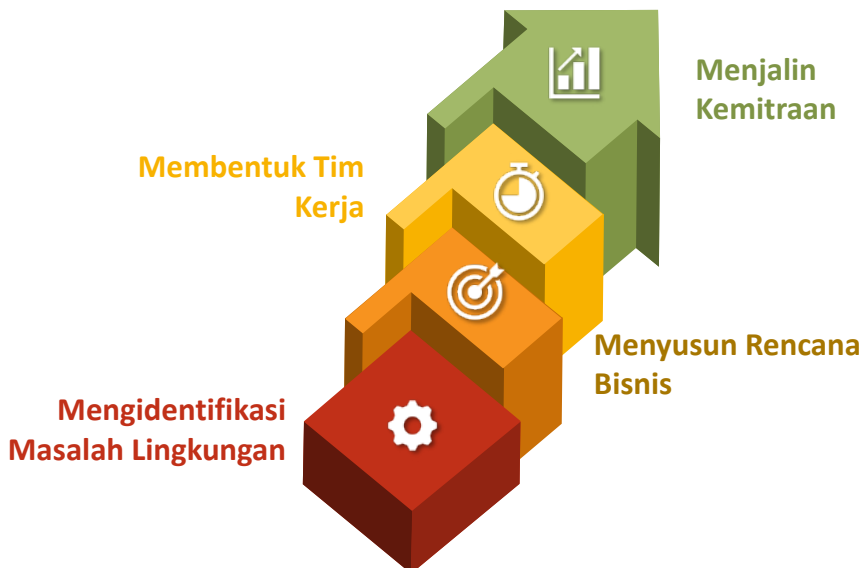 Menjalin
Kemitraan
Membentuk Tim
Kerja
Menyusun Rencana
Bisnis
Mengidentifikasi
Masalah Lingkungan